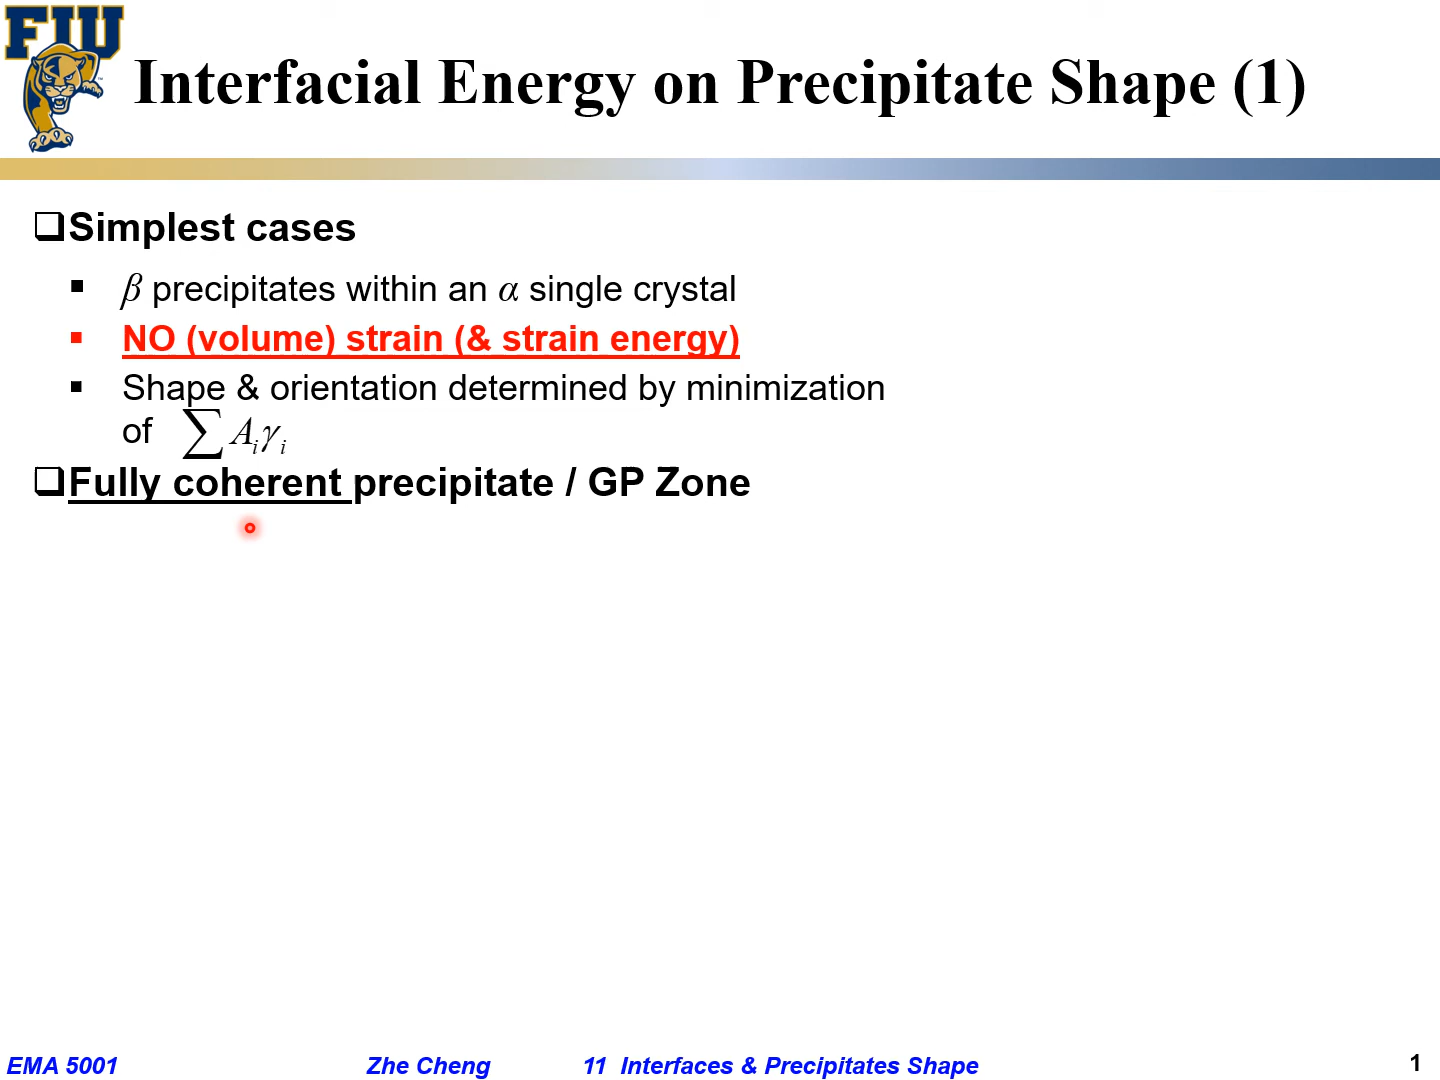 FIU
Interfacial Energy on Precipitate Shape (1)
❑Simplest cases
▪ β precipitates within an α single crystal
▪ NO (volume) strain (& strain energy)
▪ Shape & orientation determined by minimization
of ∑ Aᵢγᵢ
❑Fully coherent precipitate / GP Zone
EMA 5001 Zhe Cheng 11 Interfaces & Precipitates Shape 1